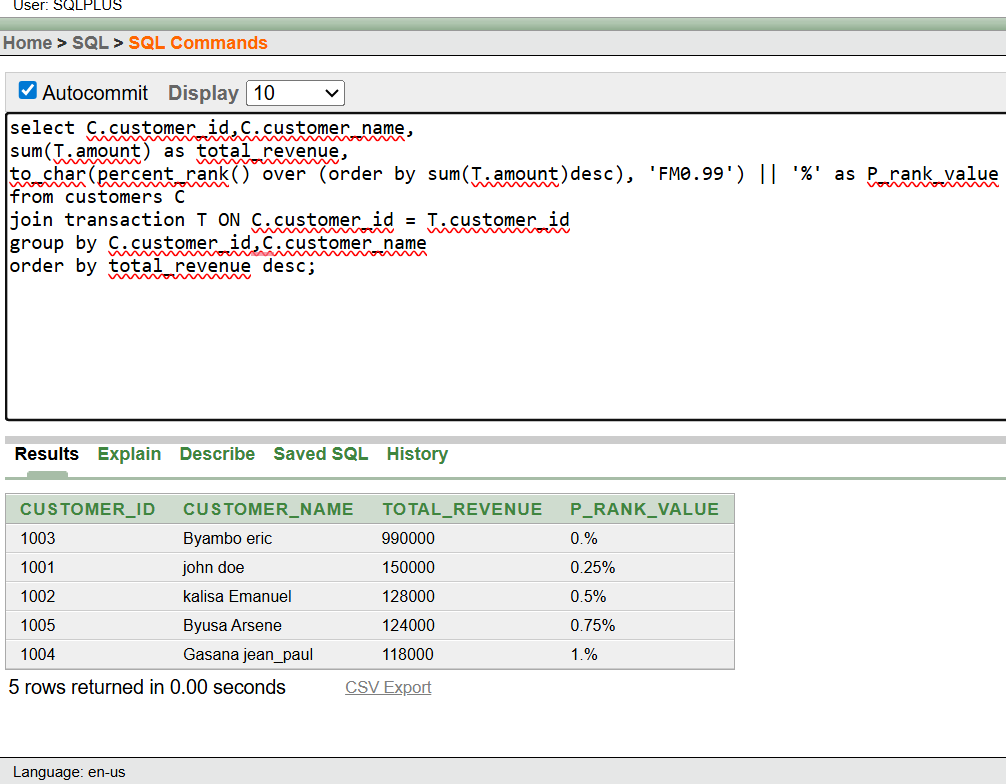 User: SQLPLUS
Home > SQL > SQL Commands
Autocommit Display 10
select C.customer_id,C.customer_name,
sum(T.amount) as total_revenue,
to_char(percent_rank() over (order by sum(T.amount)desc), 'FM0.99') || '%' as P_rank_value
from customers C
join transaction T ON C.customer_id = T.customer_id
group by C.customer_id,C.customer_name
order by total_revenue desc;
Results Explain Describe Saved SQL History
CUSTOMER_ID CUSTOMER_NAME TOTAL_REVENUE P_RANK_VALUE
1003 Byambo eric 990000 0.%
1001 john doe 150000 0.25%
1002 kalisa Emanuel 128000 0.5%
1005 Byusa Arsene 124000 0.75%
1004 Gasana jean_paul 118000 1.%
5 rows returned in 0.00 seconds CSV Export
Language: en-us